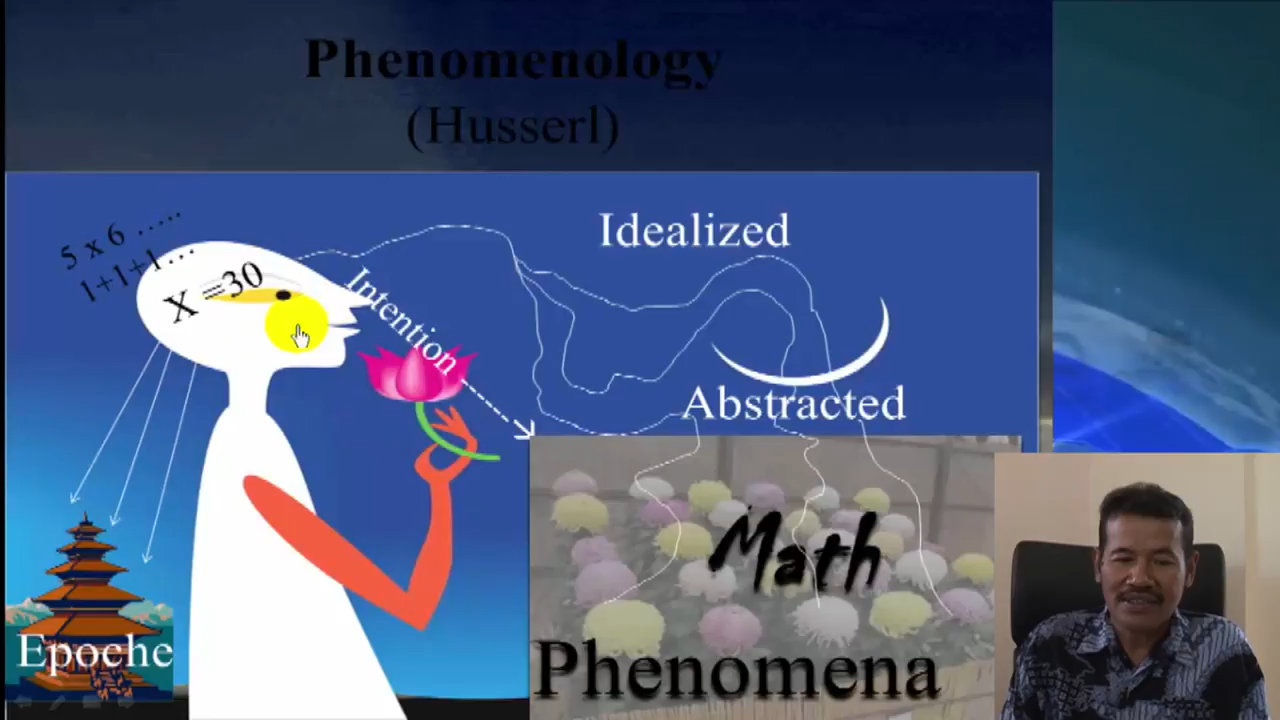 Phenomenology
(Husserl)
5 x 6 ......
1+1+1...
X =30
Intention
Idealized
Abstracted
Math
Phenomena
Epoche